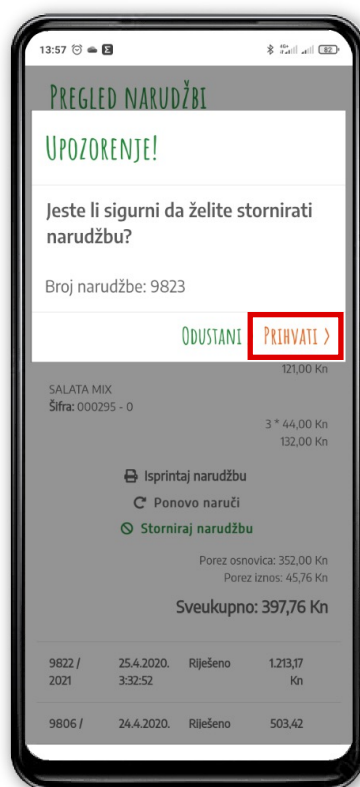 13:57
82
PREGLED NARUDŽBI
UPOZORENJE!
Jeste li sigurni da želite stornirati
narudžbu?
Broj narudžbe: 9823
ODUSTANI PRIHVATI >
121,00 Kn
SALATA MIX
Šifra: 000295 - 0
3 * 44,00 Kn
132,00 Kn
Isprintaj narudžbu
Ponovo naruči
Storniraj narudžbu
Porez osnovica: 352,00 Kn
Porez iznos: 45,76 Kn
Sveukupno: 397,76 Kn
9822 / 25.4.2020. Riješeno 1.213,17
2021 3:32:52 Kn
9806 / 24.4.2020. Riješeno 503,42